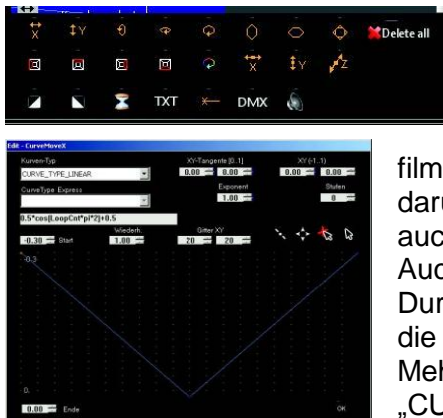 Delete all
TXT
DMX
Edit - CurveMoveX
Kurven-Typ
XY-Tangente [0..1]
XY (-1..1)
CURVE_TYPE_LINEAR
0.00
0.00
0.00
0.00
CurveType Express
Exponent
Stufen
1.00
0
0.5*cos(LoopCnt*pi*2)+0.5
Wiederh.
Gitter XY
-0.30
Start
1.00
20
20
-0.3
0.
0.00
Ende
OK
film
daru
auc
Auc
Dur
die
Meh
„CU